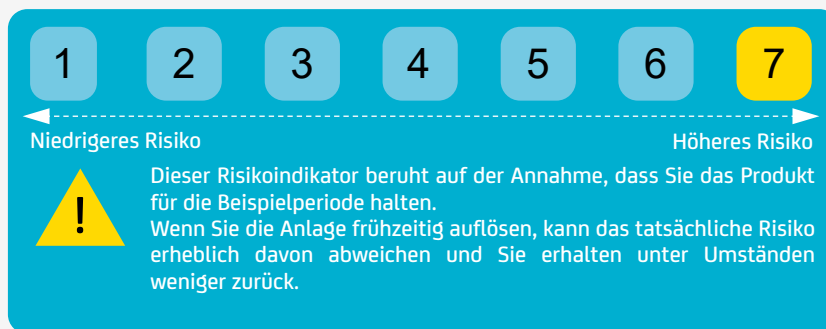 1 2 3 4 5 6 7
Niedrigeres Risiko Höheres Risiko
Dieser Risikoindikator beruht auf der Annahme, dass Sie das Produkt
für die Beispielperiode halten.
!
Wenn Sie die Anlage frühzeitig auflösen, kann das tatsächliche Risiko
erheblich davon abweichen und Sie erhalten unter Umständen
weniger zurück.